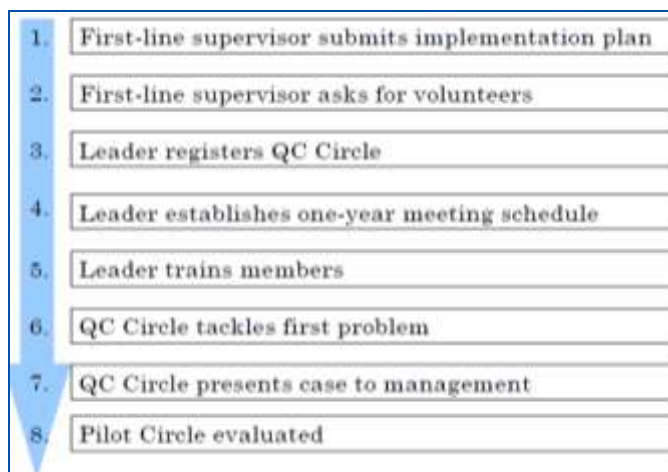 1. First-line supervisor submits implementation plan
2. First-line supervisor asks for volunteers
3. Leader registers QC Circle
4. Leader establishes one-year meeting schedule
5. Leader trains members
6. QC Circle tackles first problem
7. QC Circle presents case to management
8. Pilot Circle evaluated